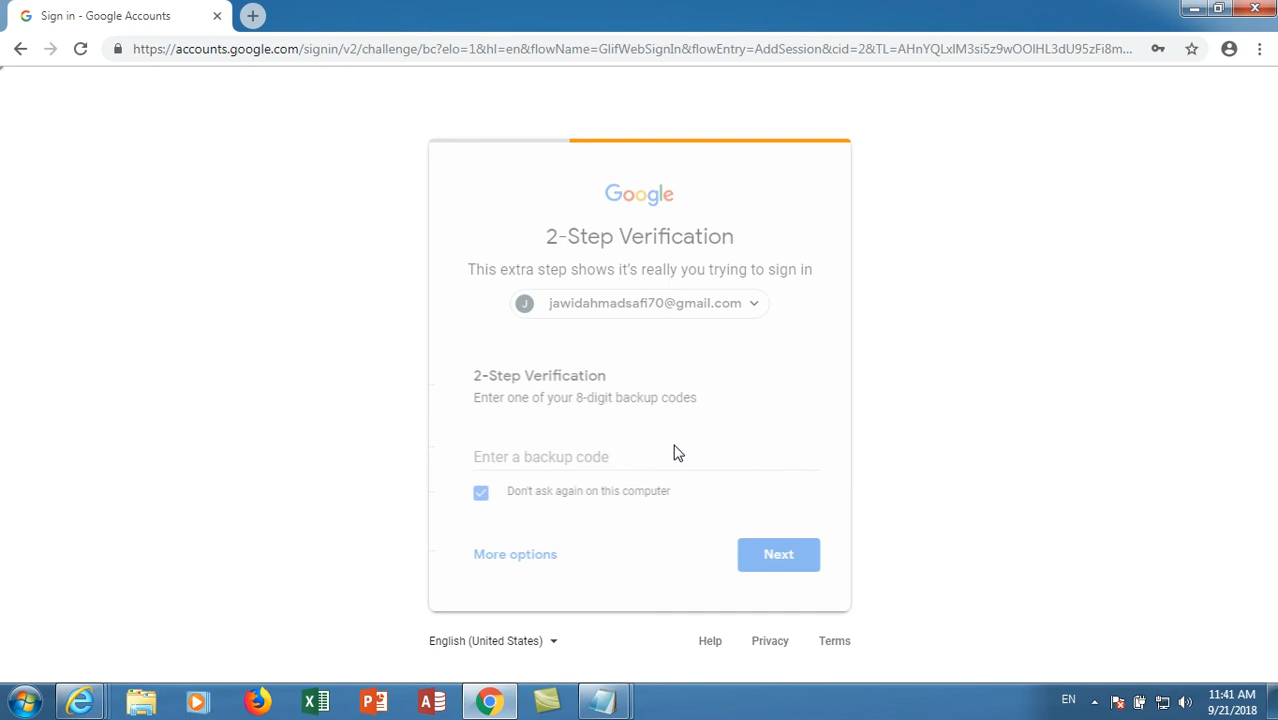 Sign in - Google Accounts
https://accounts.google.com/signin/v2/challenge/bc?elo=1&hl=en&flowName=GlifWebSignIn&flowEntry=AddSession&cid=2&TL=AHnYQLxIM3si5z9wOOIHL3dU95zFi8m...
Google
2-Step Verification
This extra step shows it's really you trying to sign in
J jawidahmadsafi70@gmail.com
2-Step Verification
Enter one of your 8-digit backup codes
Enter a backup code
Don't ask again on this computer
More options Next
English (United States) Help Privacy Terms
EN 11:41 AM
9/21/2018